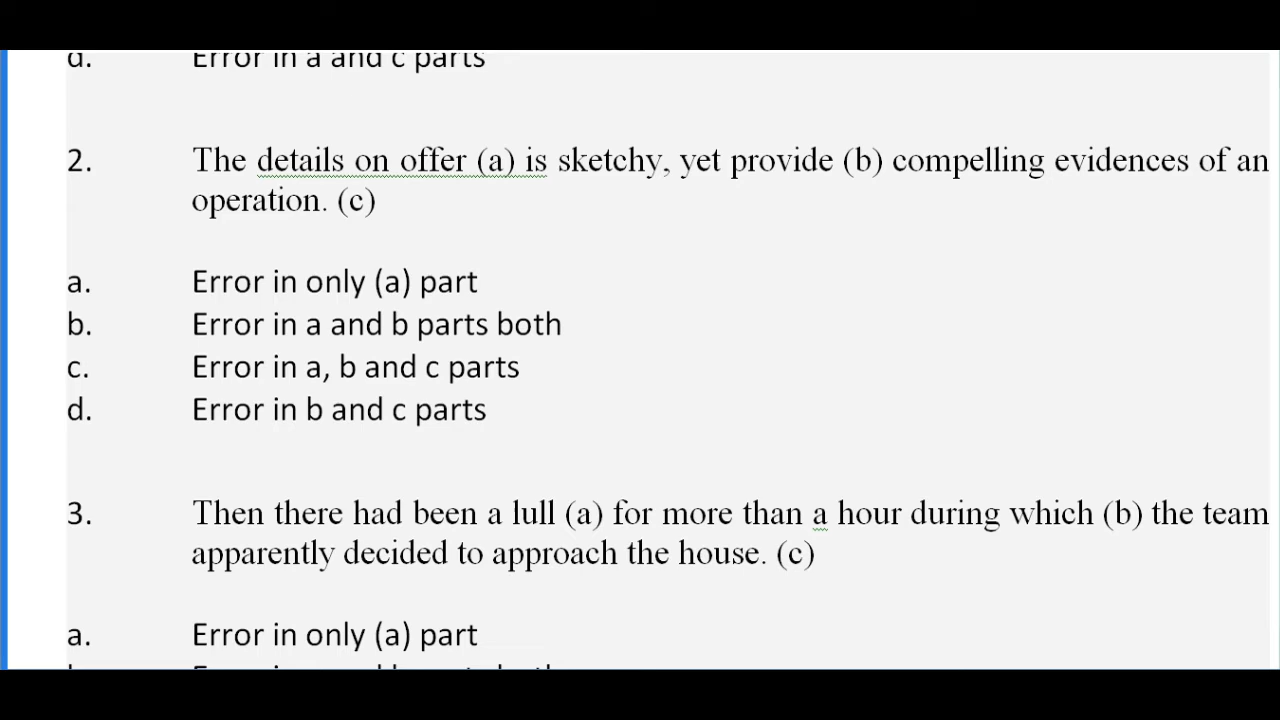 d. Error in a and c parts
2. The details on offer (a) is sketchy, yet provide (b) compelling evidences of an
operation. (c)
a. Error in only (a) part
b. Error in a and b parts both
c. Error in a, b and c parts
d. Error in b and c parts
3. Then there had been a lull (a) for more than a hour during which (b) the team
apparently decided to approach the house. (c)
a. Error in only (a) part